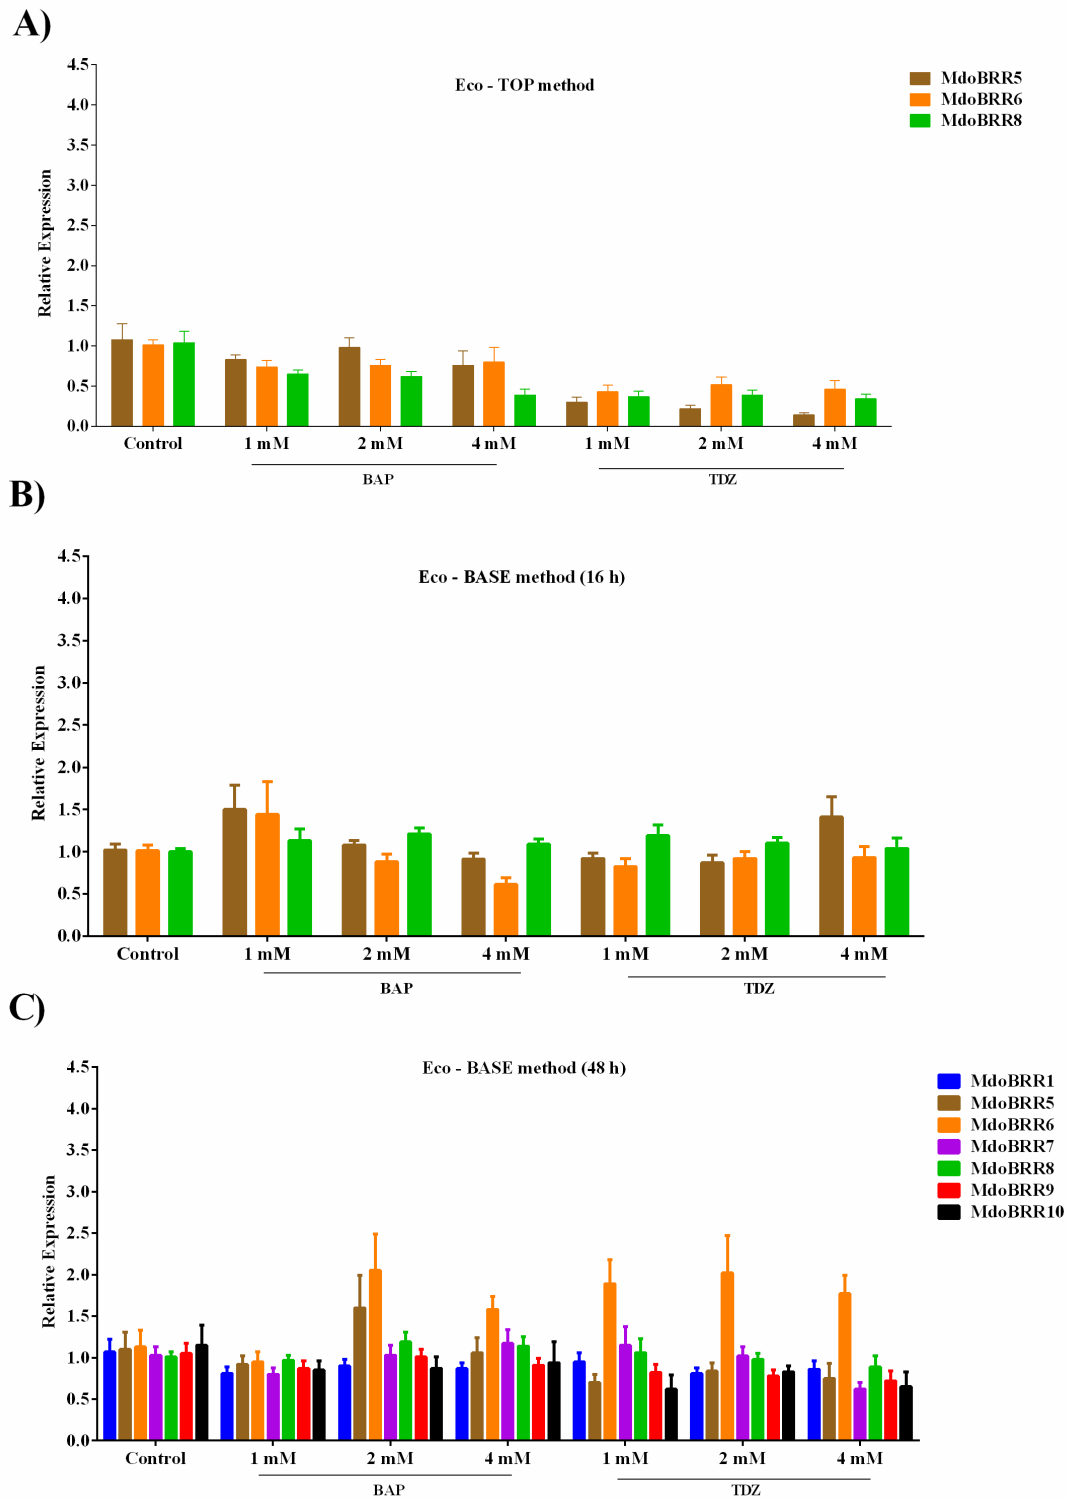 A)
Eco - TOP method
MdoBRR5
MdoBRR6
MdoBRR8
Relative Expression
4.5
4.0
3.5
3.0
2.5
2.0
1.5
1.0
0.5
0.0
Control 1 mM 2 mM 4 mM 1 mM 2 mM 4 mM
BAP TDZ
B)
Eco - BASE method (16 h)
Relative Expression
4.5
4.0
3.5
3.0
2.5
2.0
1.5
1.0
0.5
0.0
Control 1 mM 2 mM 4 mM 1 mM 2 mM 4 mM
BAP TDZ
C)
Eco - BASE method (48 h)
MdoBRR1
MdoBRR5
MdoBRR6
MdoBRR7
MdoBRR8
MdoBRR9
MdoBRR10
Relative Expression
4.5
4.0
3.5
3.0
2.5
2.0
1.5
1.0
0.5
0.0
Control 1 mM 2 mM 4 mM 1 mM 2 mM 4 mM
BAP TDZ